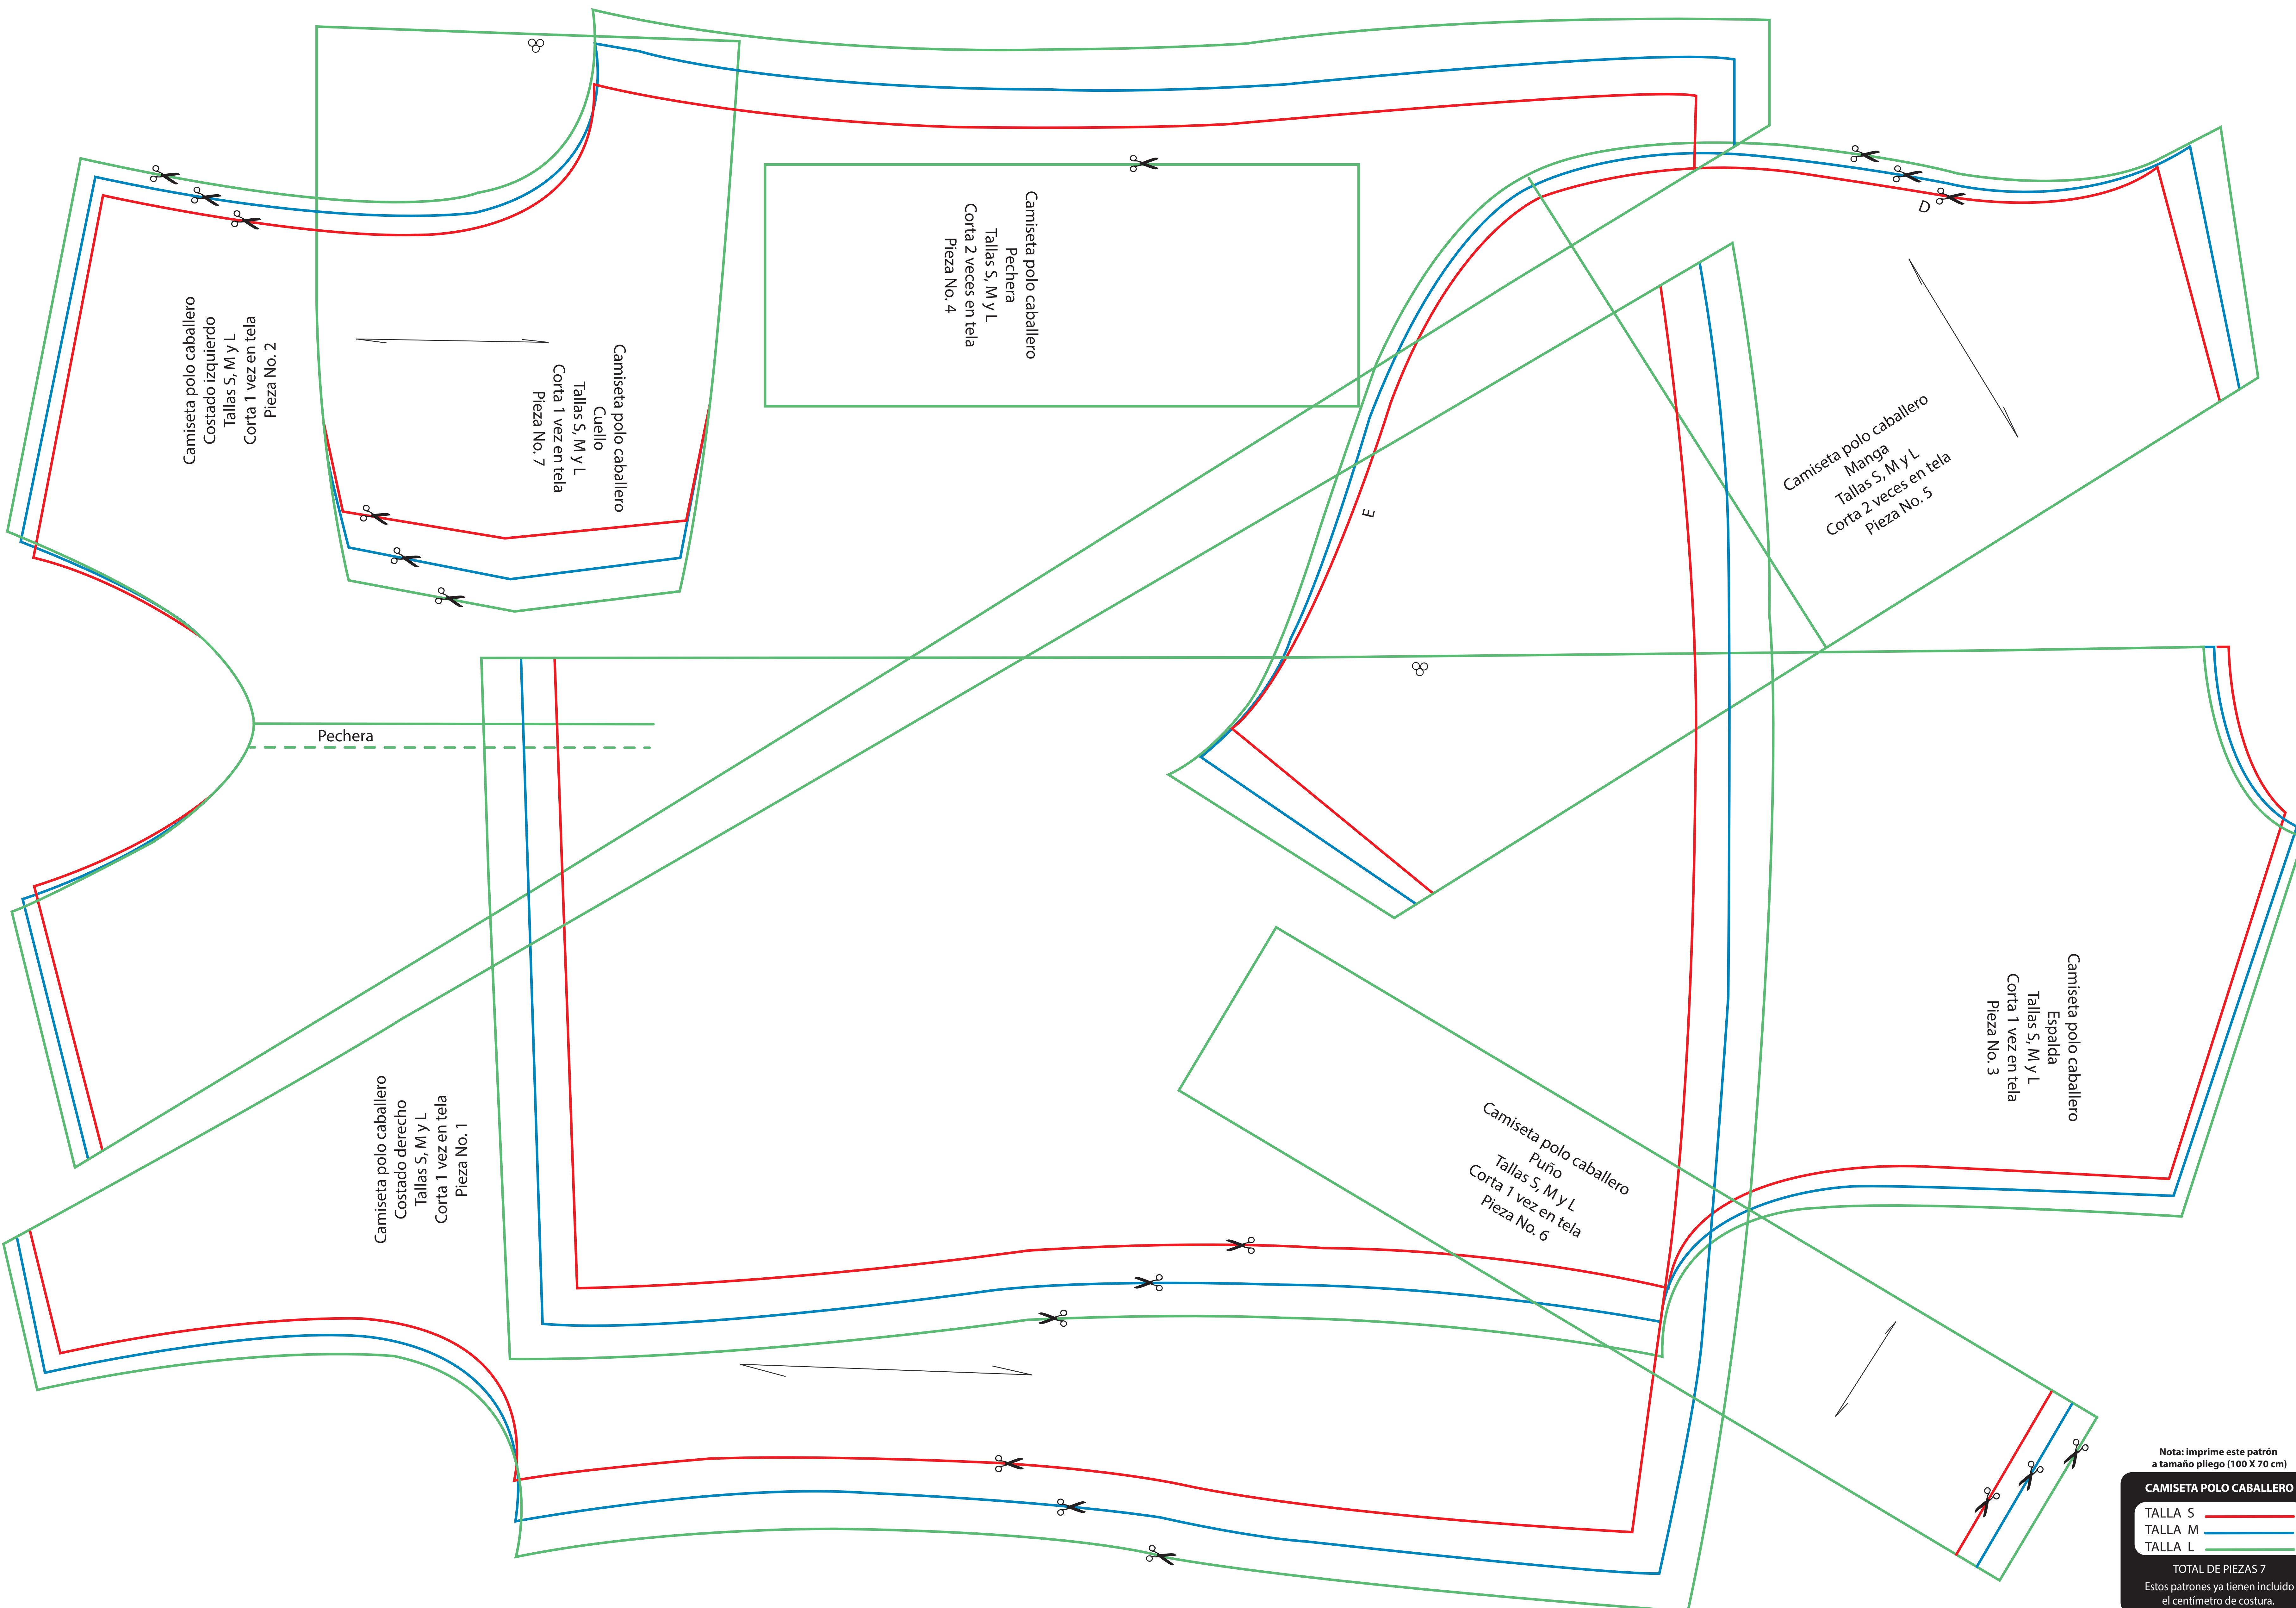 Camiseta polo caballero
Costado izquierdo
Tallas S, M y L
Corta 1 vez en tela
Pieza No. 2
Camiseta polo caballero
Cuello
Tallas S, M y L
Corta 1 vez en tela
Pieza No. 7
Camiseta polo caballero
Pechera
Tallas S, M y L
Corta 2 veces en tela
Pieza No. 4
D
E
Camiseta polo caballero
Manga
Tallas S, M y L
Corta 2 veces en tela
Pieza No. 5
Pechera
Camiseta polo caballero
Costado derecho
Tallas S, M y L
Corta 1 vez en tela
Pieza No. 1
Camiseta polo caballero
Puño
Tallas S, M y L
Corta 1 vez en tela
Pieza No. 6
Camiseta polo caballero
Espalda
Tallas S, M y L
Corta 1 vez en tela
Pieza No. 3
Nota: imprime este patrón
a tamaño pliego (100 X 70 cm)
CAMISETA POLO CABALLERO
TALLA S
TALLA M
TALLA L
TOTAL DE PIEZAS 7
Estos patrones ya tienen incluido
el centímetro de costura.